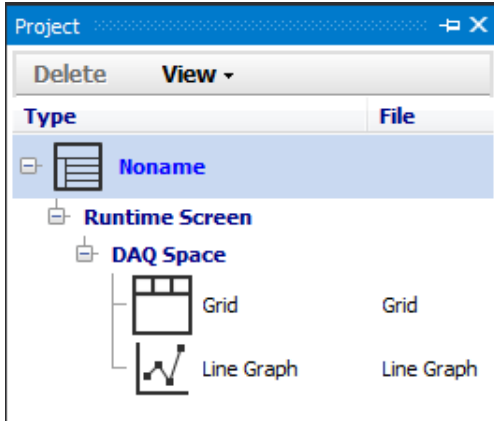 Project
Delete View
Type File
Noname
Runtime Screen
DAQ Space
Grid Grid
Line Graph Line Graph